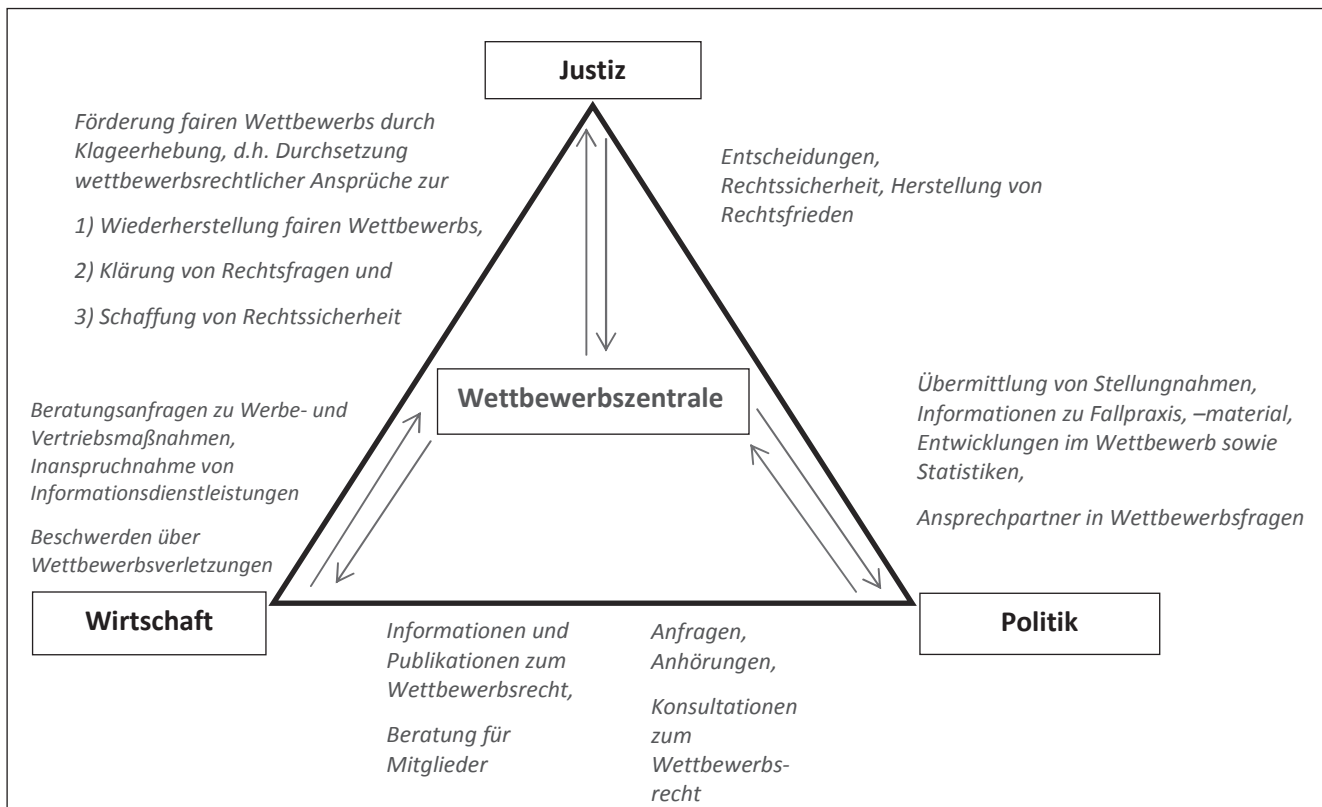 Justiz
Förderung fairen Wettbewerbs durch
Klageerhebung, d.h. Durchsetzung
wettbewerbsrechtlicher Ansprüche zur
1) Wiederherstellung fairen Wettbewerbs,
2) Klärung von Rechtsfragen und
3) Schaffung von Rechtssicherheit
Entscheidungen,
Rechtssicherheit, Herstellung von
Rechtsfrieden
Wettbewerbszentrale
Beratungsanfragen zu Werbe- und
Vertriebsmaßnahmen,
Inanspruchnahme von
Informationsdienstleistungen
Beschwerden über
Wettbewerbsverletzungen
Übermittlung von Stellungnahmen,
Informationen zu Fallpraxis, –material,
Entwicklungen im Wettbewerb sowie
Statistiken,
Ansprechpartner in Wettbewerbsfragen
Wirtschaft
Politik
Informationen und
Publikationen zum
Wettbewerbsrecht,
Beratung für
Mitglieder
Anfragen,
Anhörungen,
Konsultationen
zum
Wettbewerbs-
recht